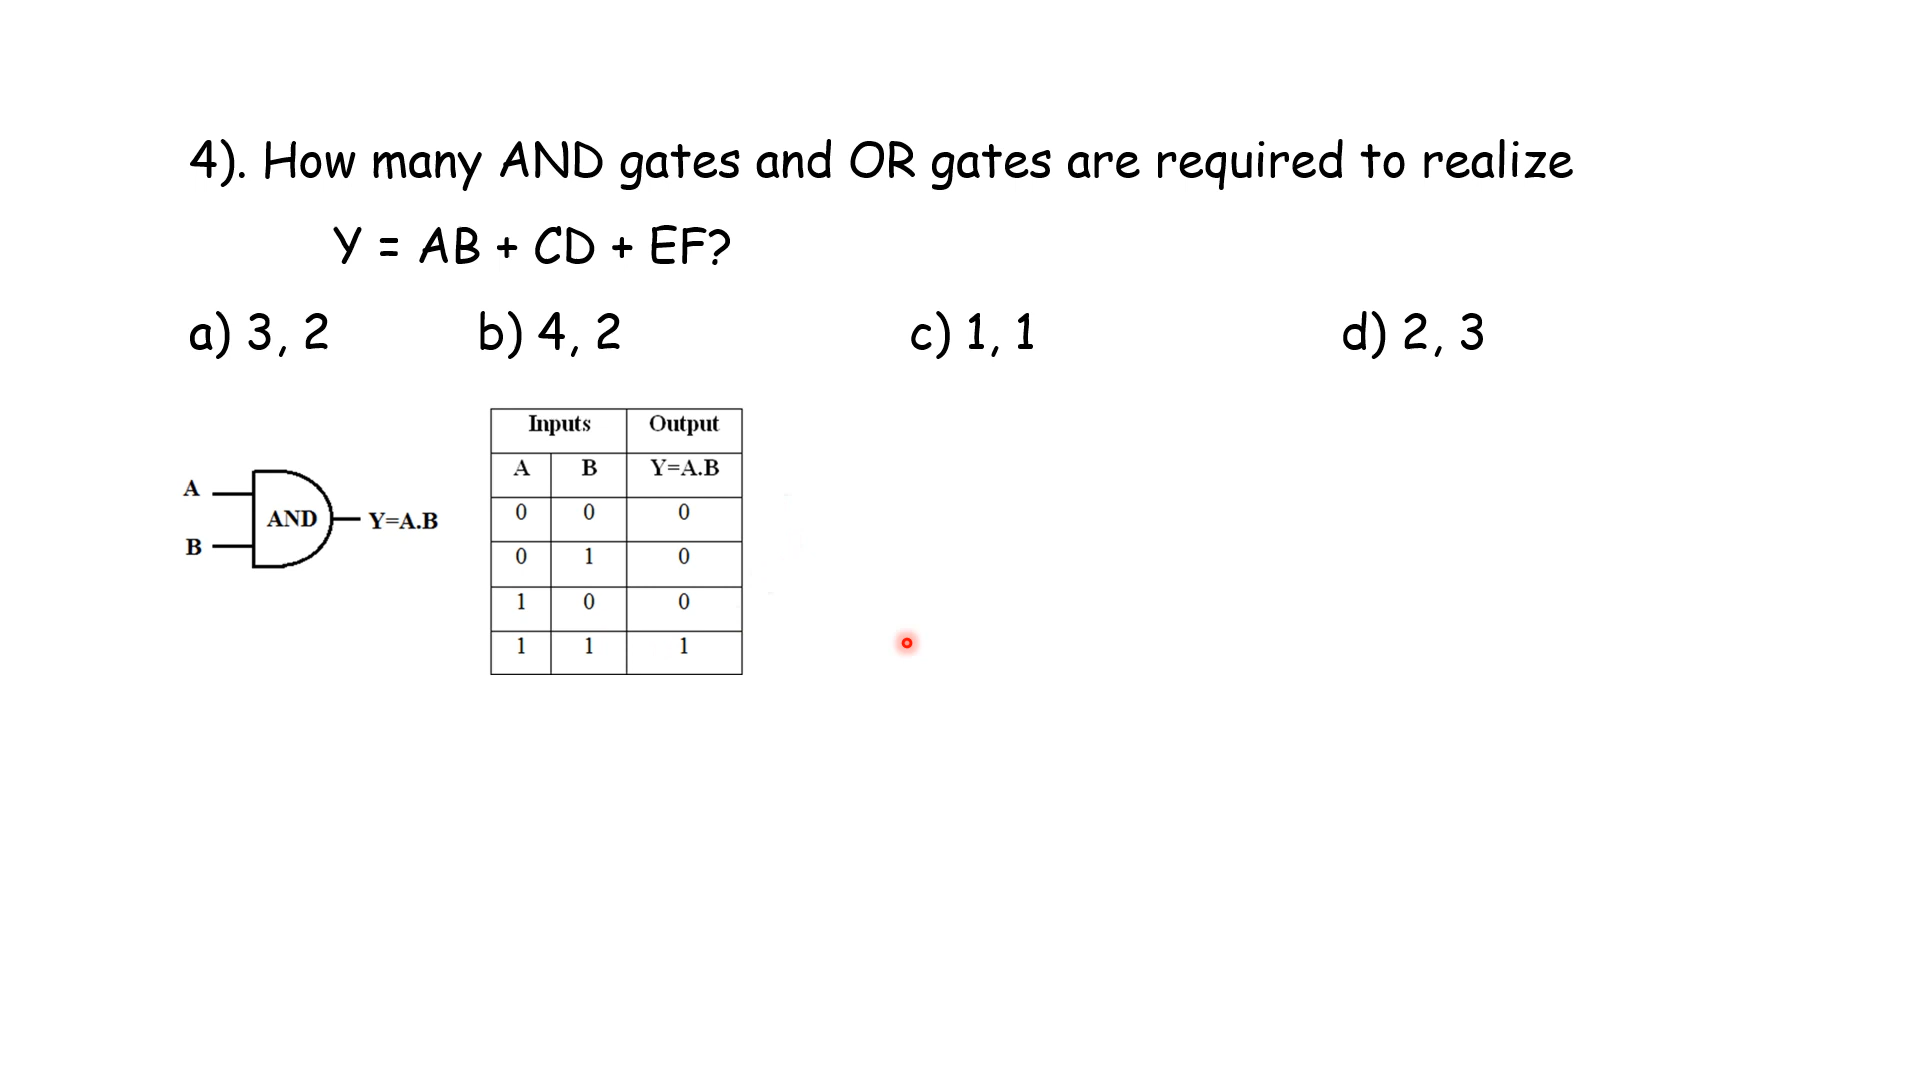 4). How many AND gates and OR gates are required to realize
Y = AB + CD + EF?
a) 3, 2 b) 4, 2 c) 1, 1 d) 2, 3
A
B
AND
Y=A.B
Inputs Output
A B Y=A.B
0 0 0
0 1 0
1 0 0
1 1 1